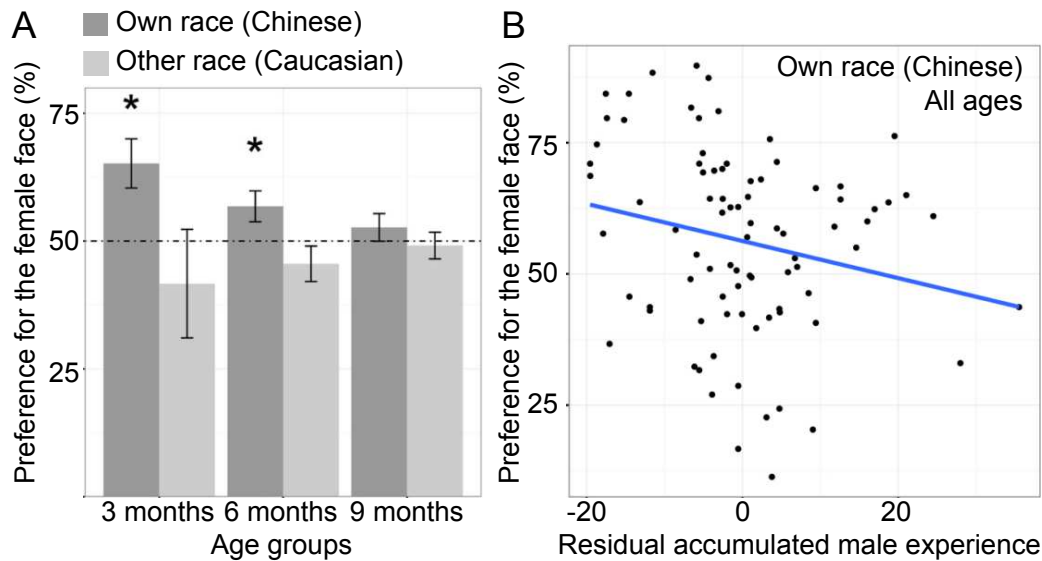 A
Own race (Chinese)
Other race (Caucasian)
Preference for the female face (%)
75
50
25
*
*
3 months 6 months 9 months
Age groups
B
Own race (Chinese)
All ages
Preference for the female face (%)
75
50
25
-20 0 20
Residual accumulated male experience